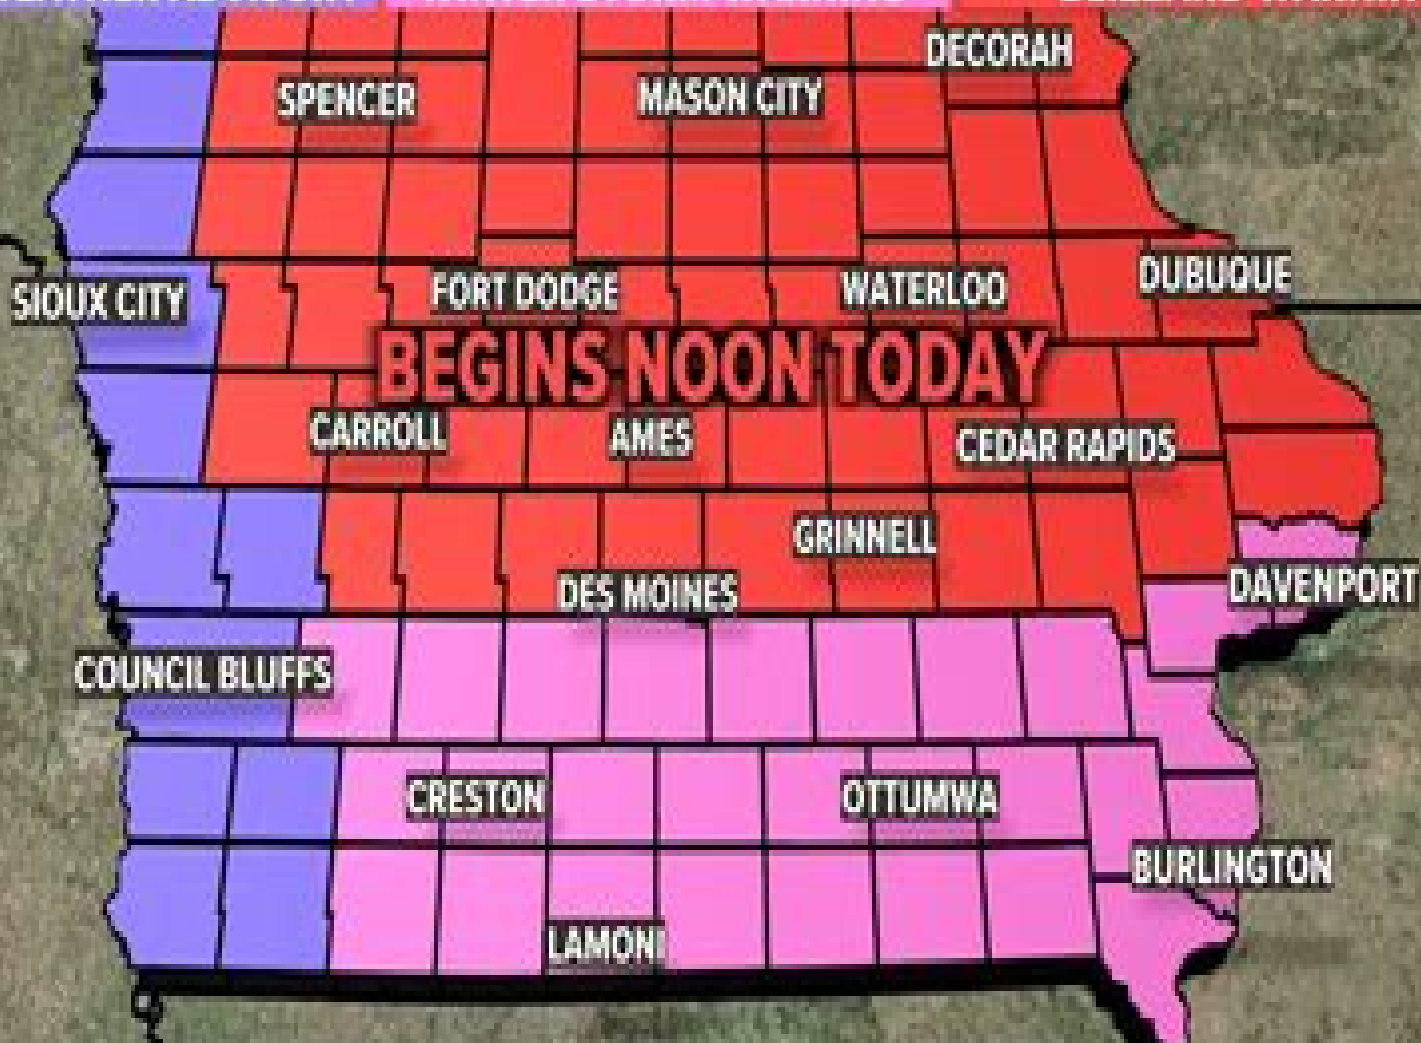 DECORAH
SPENCER
MASON CITY
SIOUX CITY
FORT DODGE
WATERLOO
DUBUQUE
BEGINS NOON TODAY
CARROLL
AMES
CEDAR RAPIDS
GRINNELL
DES MOINES
DAVENPORT
COUNCIL BLUFFS
CRESTON
OTTUMWA
BURLINGTON
LAMONI